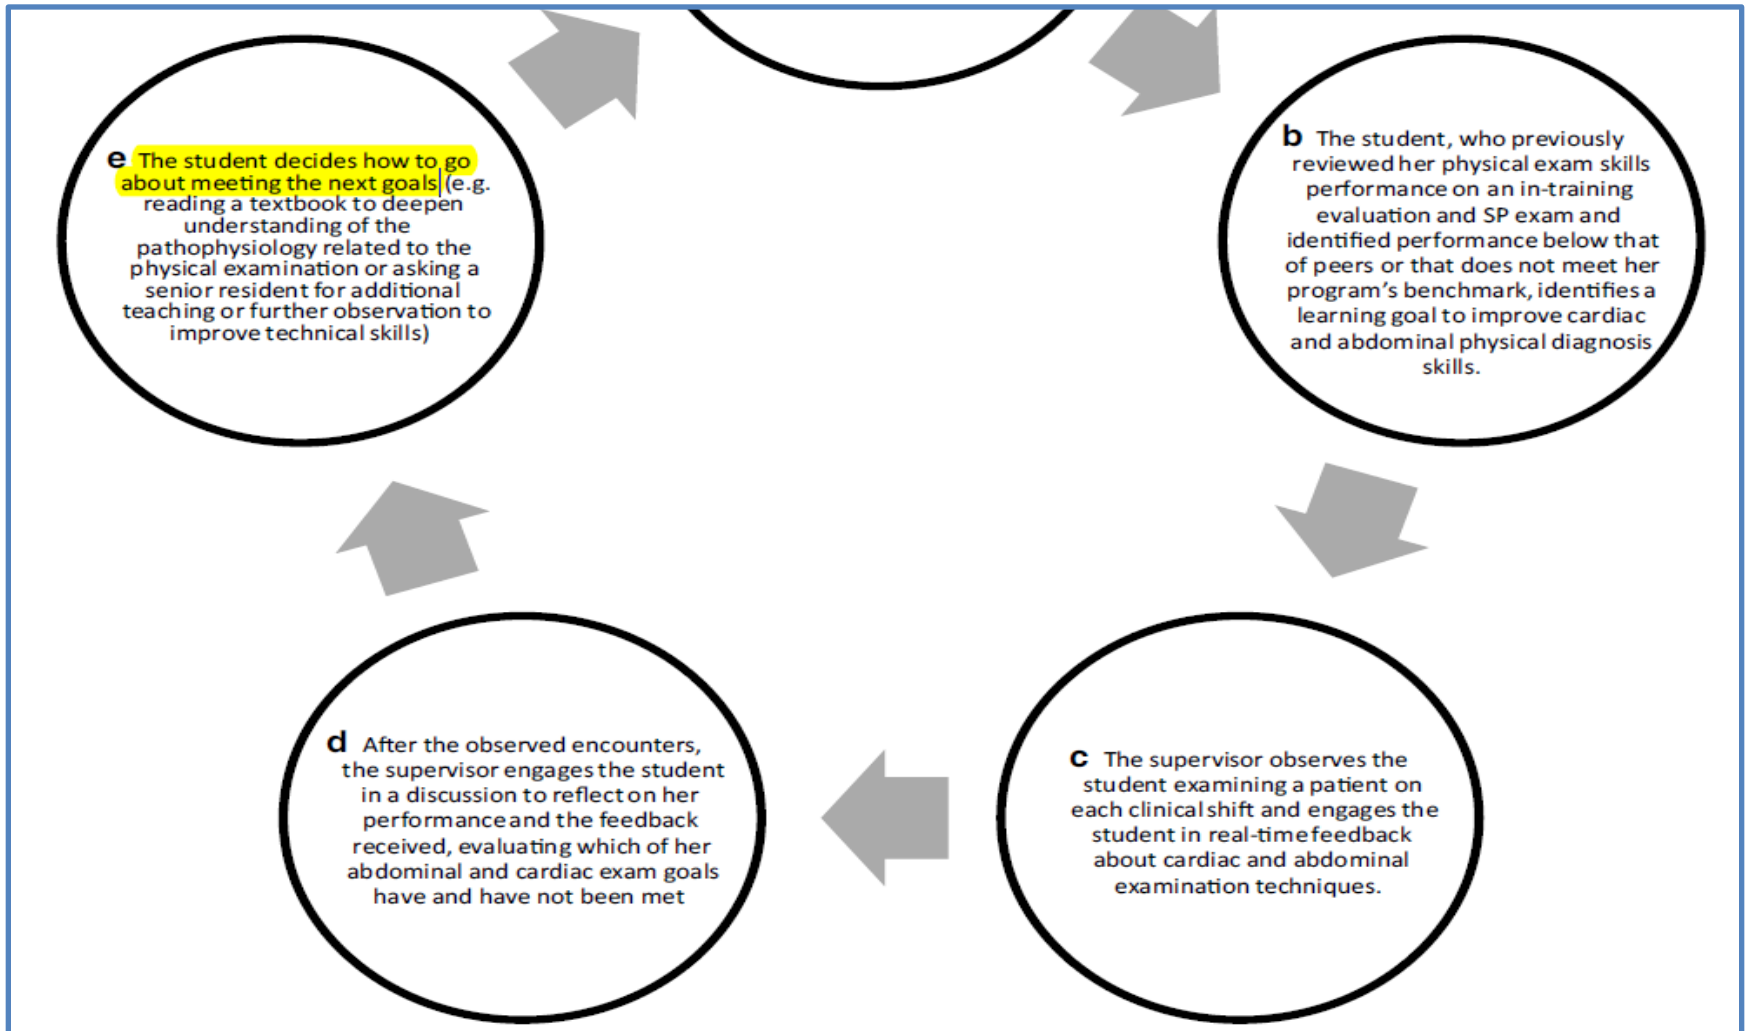 e The student decides how to go
about meeting the next goals (e.g.
reading a textbook to deepen
understanding of the
pathophysiology related to the
physical examination or asking a
senior resident for additional
teaching or further observation to
improve technical skills)
b The student, who previously
reviewed her physical exam skills
performance on an in-training
evaluation and SP exam and
identified performance below that
of peers or that does not meet her
program’s benchmark, identifies a
learning goal to improve cardiac
and abdominal physical diagnosis
skills.
d After the observed encounters,
the supervisor engages the student
in a discussion to reflect on her
performance and the feedback
received, evaluating which of her
abdominal and cardiac exam goals
have and have not been met
c The supervisor observes the
student examining a patient on
each clinical shift and engages the
student in real-time feedback
about cardiac and abdominal
examination techniques.